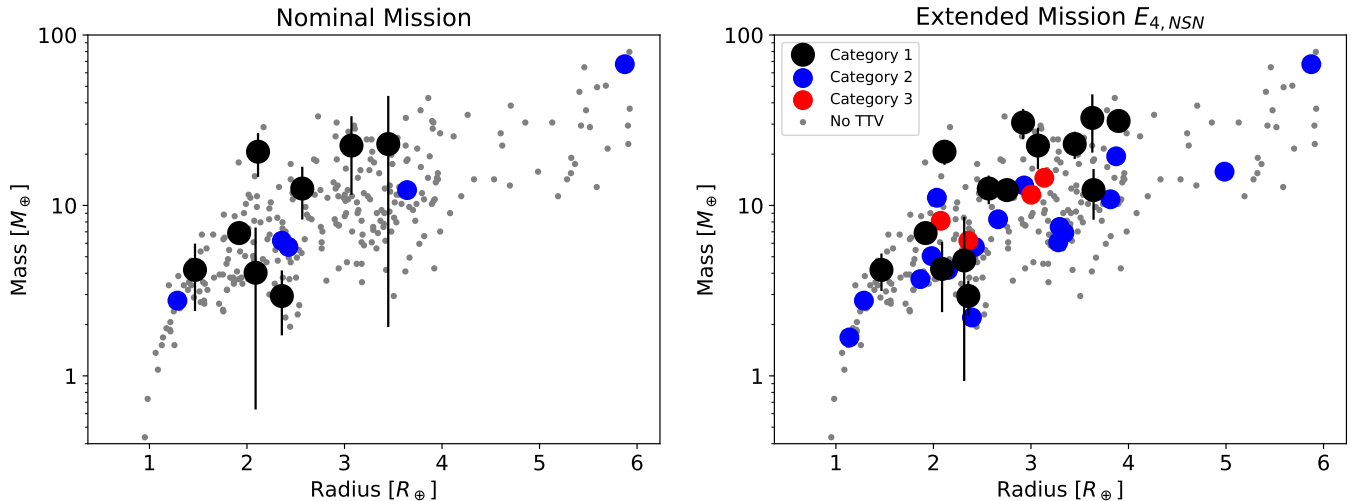 Nominal Mission
100
10
1
Mass [M⊕]
1 2 3 4 5 6
Radius [R⊕]
Extended Mission E4, NSN
Category 1
Category 2
Category 3
No TTV
100
10
1
Mass [M⊕]
1 2 3 4 5 6
Radius [R⊕]